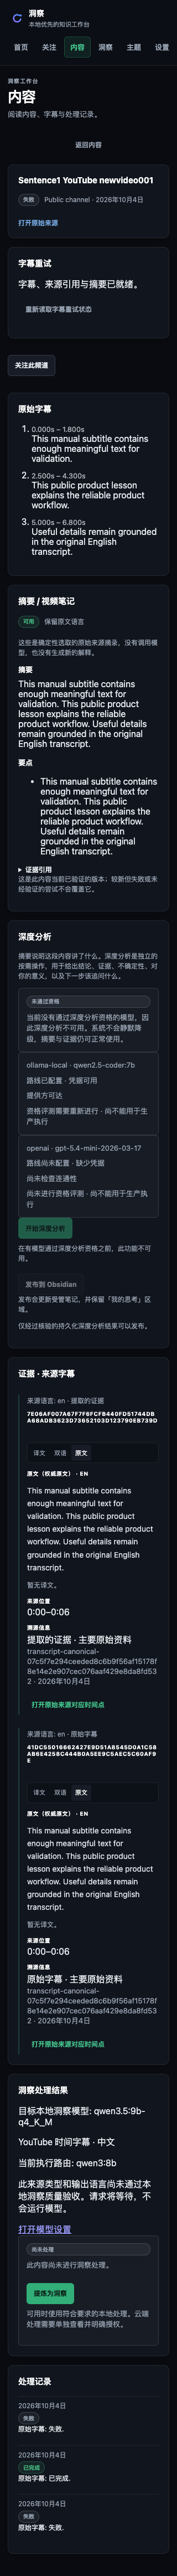 洞察
本地优先的知识工作台
首页 关注 内容 洞察 主题 设置
洞察工作台
内容
阅读内容、字幕与处理记录。
返回内容
Sentence1 YouTube newvideo001
失败 Public channel · 2026年10月4日
打开原始来源
字幕重试
字幕、来源引用与摘要已就绪。
重新读取字幕重试状态
关注此频道
原始字幕
1. 0.000s – 1.800s
This manual subtitle contains
enough meaningful text for
validation.
2. 2.500s – 4.300s
This public product lesson
explains the reliable product
workflow.
3. 5.000s – 6.800s
Useful details remain grounded
in the original English
transcript.
摘要 / 视频笔记
可用 保留原文语言
这些是确定性选取的原始来源摘录，没有调用模
型，也没有生成新的解释。
摘要
This manual subtitle contains
enough meaningful text for
validation. This public product
lesson explains the reliable
product workflow. Useful details
remain grounded in the original
English transcript.
要点
This manual subtitle contains
enough meaningful text for
validation. This public
product lesson explains the
reliable product workflow.
Useful details remain
grounded in the original
English transcript.
证据引用
这是此内容当前已验证的版本；较新但失败或未
经验证的尝试不会覆盖它。
深度分析
摘要说明这段内容讲了什么。深度分析是独立的
按需操作，用于给出结论、证据、不确定性、对
你的意义，以及下一步该追问什么。
未通过资格
当前没有通过深度分析资格的模型，因
此深度分析不可用。系统不会静默降
级，摘要与证据仍可正常使用。
ollama-local · qwen2.5-coder:7b
路线已配置 · 凭据可用
提供方可达
资格评测需要重新进行 · 尚不能用于生
产执行
openai · gpt-5.4-mini-2026-03-17
路线尚未配置 · 缺少凭据
尚未检查连通性
尚未进行资格评测 · 尚不能用于生产执
行
开始深度分析
在有模型通过深度分析资格之前，此功能不可
用。
发布到 Obsidian
发布会更新受管笔记，并保留「我的思考」区
域。
仅经过核验的持久化深度分析结果可以发布。
证据 · 来源字幕
来源语言: en · 提取的证据
译文 双语 原文
原文（权威原文） · EN
This manual subtitle contains
enough meaningful text for
validation. This public product
lesson explains the reliable product
workflow. Useful details remain
grounded in the original English
transcript.
暂无译文。
来源位置
0:00–0:06
溯源信息
提取的证据 · 主要原始资料
transcript-canonical-
2 · 2026年10月4日
打开原始来源对应时间点
来源语言: en · 原始字幕
译文 双语 原文
原文（权威原文） · EN
This manual subtitle contains
enough meaningful text for
validation. This public product
lesson explains the reliable product
workflow. Useful details remain
grounded in the original English
transcript.
暂无译文。
来源位置
0:00–0:06
溯源信息
原始字幕 · 主要原始资料
transcript-canonical-
2 · 2026年10月4日
打开原始来源对应时间点
洞察处理结果
目标本地洞察模型: qwen3.5:9b-
q4_K_M
YouTube 时间字幕 · 中文
当前执行路由: qwen3:8b
此来源类型和输出语言尚未通过本
地洞察质量验收。请求将等待，不
会运行模型。
打开模型设置
尚未处理
此内容尚未进行洞察处理。
提炼为洞察
可用时使用符合要求的本地处理。云端
处理需要单独查看并明确授权。
处理记录
2026年10月4日
失败
原始字幕: 失败.
2026年10月4日
已完成
原始字幕: 已完成.
2026年10月4日
失败
原始字幕: 失败.